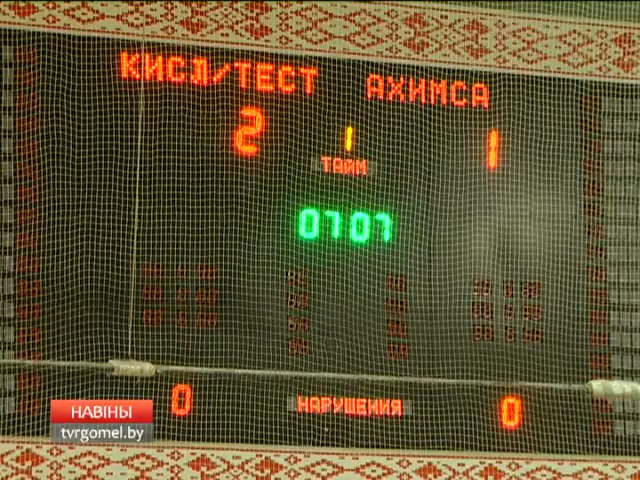 КИСЛ/ТЕСТ АХИМСА
2 1 1
ТАЙМ
07 07
0 НАРУШЕНИЯ 0
НАВІНЫ
tvrgomel.by